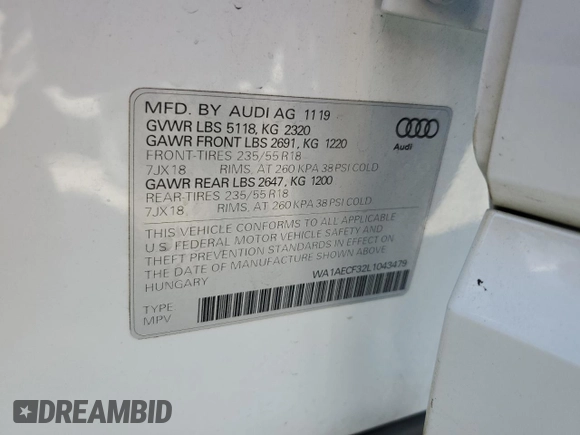 MFD. BY AUDI AG 11 19
GVWR LBS 5118, KG 2320
GAWR FRONT LBS 2691, KG 1220
FRONT-TIRES 235/55 R18
7JX18 RIMS, AT 260 KPA 38 PSI COLD
GAWR REAR LBS 2647, KG 1200
REAR-TIRES 235/55 R18
7JX18 RIMS, AT 260 KPA 38 PSI COLD
Audi
THIS VEHICLE CONFORMS TO ALL APPLICABLE
U.S. FEDERAL MOTOR VEHICLE SAFETY AND
THEFT PREVENTION STANDARDS IN EFFECT ON
THE DATE OF MANUFACTURE SHOWN ABOVE.
HUNGARY
WA1AECF32L1043479
TYPE
MPV
DREAMBID